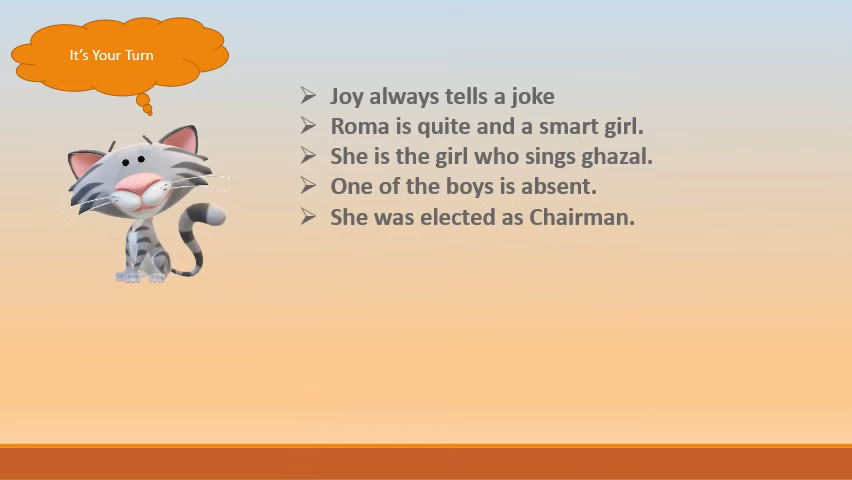 It's Your Turn
Joy always tells a joke
Roma is quite and a smart girl.
She is the girl who sings ghazal.
One of the boys is absent.
She was elected as Chairman.